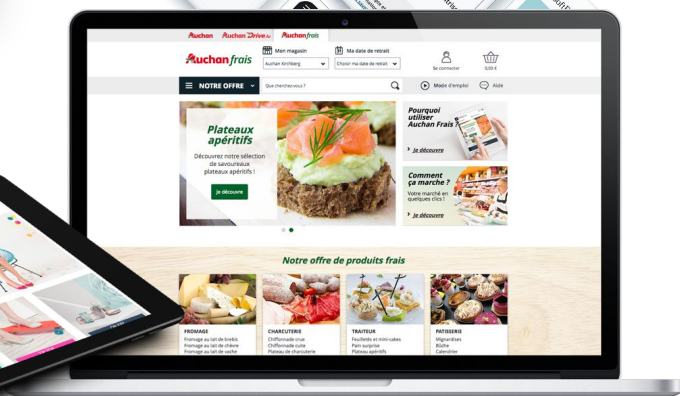 Auchan Auchan Drive.lu Auchan frais
Auchan frais
Mon magasin
Ma date de retrait
Auchan Kirchberg
Choisir ma date de retrait
Se connecter
0,00 €
NOTRE OFFRE
Que cherchez-vous ?
Mode d'emploi
Aide
Plateaux
apéritifs
Découvrez notre sélection
de savoureaux
plateaux apéritifs !
Je découvre
Pourquoi
utiliser
Auchan Frais ?
Je découvre
Comment
ça marche ?
Votre marché en
quelques clics !
Je découvre
Notre offre de produits frais
FROMAGE
Fromage au lait de brebis
Fromage au lait de chèvre
Fromage au lait de vache
CHARCUTERIE
Chiffonnade crue
Chiffonnade cuite
Plateau de charcuterie
TRAITEUR
Feuilletés et mini-cakes
Pain surprise
Plateau apéritifs
PATISSERIE
Mignardises
Bûche
Calendrier